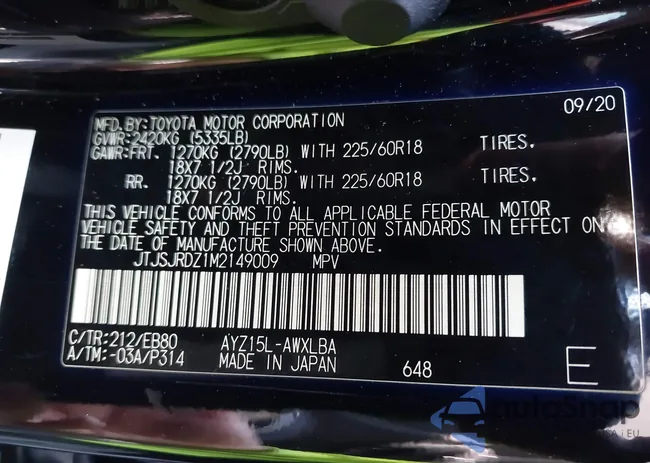 09/20
MFD. BY: TOYOTA MOTOR CORPORATION
GVWR: 2420KG (5335LB)
GAWR: FRT. 1270KG (2790LB) WITH 225/60R18 TIRES.
18X7 1/2J RIMS.
RR. 1270KG (2790LB) WITH 225/60R18 TIRES.
18X7 1/2J RIMS.
THIS VEHICLE CONFORMS TO ALL APPLICABLE FEDERAL MOTOR
VEHICLE SAFETY AND THEFT PREVENTION STANDARDS IN EFFECT ON
THE DATE OF MANUFACTURE SHOWN ABOVE.
JTJSJRDZ1M2149009 MPV
C/TR: 212/EB80 AYZ15L-AWXLBA
A/TM: -03A/P314 MADE IN JAPAN 648 E
autoSnap